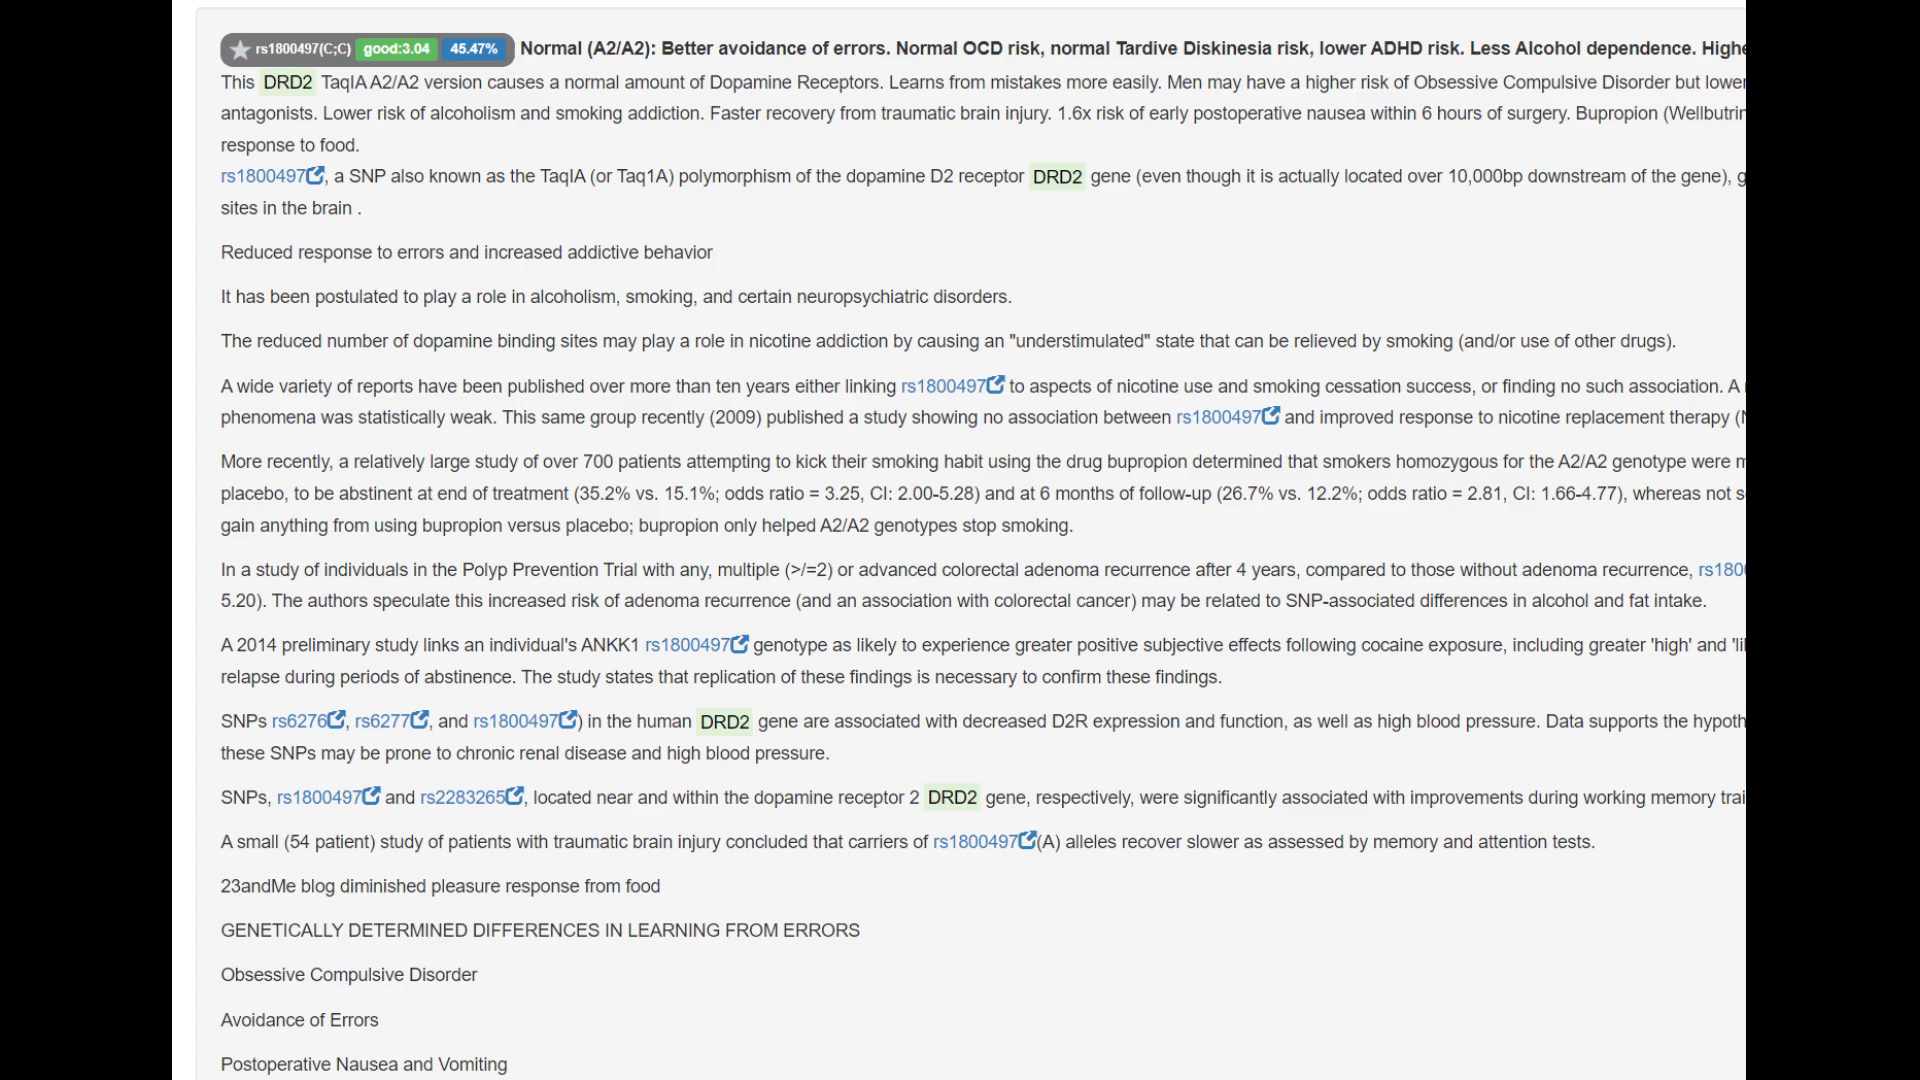 rs1800497(C;C) good:3.04 45.47% Normal (A2/A2): Better avoidance of errors. Normal OCD risk, normal Tardive Diskinesia risk, lower ADHD risk. Less Alcohol dependence. Highe
This DRD2 TaqIA A2/A2 version causes a normal amount of Dopamine Receptors. Learns from mistakes more easily. Men may have a higher risk of Obsessive Compulsive Disorder but lower
antagonists. Lower risk of alcoholism and smoking addiction. Faster recovery from traumatic brain injury. 1.6x risk of early postoperative nausea within 6 hours of surgery. Bupropion (Wellbutrin
response to food.
rs1800497, a SNP also known as the TaqIA (or Taq1A) polymorphism of the dopamine D2 receptor DRD2 gene (even though it is actually located over 10,000bp downstream of the gene), g
sites in the brain .
Reduced response to errors and increased addictive behavior
It has been postulated to play a role in alcoholism, smoking, and certain neuropsychiatric disorders.
The reduced number of dopamine binding sites may play a role in nicotine addiction by causing an "understimulated" state that can be relieved by smoking (and/or use of other drugs).
A wide variety of reports have been published over more than ten years either linking rs1800497 to aspects of nicotine use and smoking cessation success, or finding no such association. A
phenomena was statistically weak. This same group recently (2009) published a study showing no association between rs1800497 and improved response to nicotine replacement therapy (N
More recently, a relatively large study of over 700 patients attempting to kick their smoking habit using the drug bupropion determined that smokers homozygous for the A2/A2 genotype were m
placebo, to be abstinent at end of treatment (35.2% vs. 15.1%; odds ratio = 3.25, CI: 2.00-5.28) and at 6 months of follow-up (26.7% vs. 12.2%; odds ratio = 2.81, CI: 1.66-4.77), whereas not s
gain anything from using bupropion versus placebo; bupropion only helped A2/A2 genotypes stop smoking.
In a study of individuals in the Polyp Prevention Trial with any, multiple (>/=2) or advanced colorectal adenoma recurrence after 4 years, compared to those without adenoma recurrence, rs180
5.20). The authors speculate this increased risk of adenoma recurrence (and an association with colorectal cancer) may be related to SNP-associated differences in alcohol and fat intake.
A 2014 preliminary study links an individual's ANKK1 rs1800497 genotype as likely to experience greater positive subjective effects following cocaine exposure, including greater 'high' and 'li
relapse during periods of abstinence. The study states that replication of these findings is necessary to confirm these findings.
SNPs rs6276, rs6277, and rs1800497) in the human DRD2 gene are associated with decreased D2R expression and function, as well as high blood pressure. Data supports the hypoth
these SNPs may be prone to chronic renal disease and high blood pressure.
SNPs, rs1800497 and rs2283265, located near and within the dopamine receptor 2 DRD2 gene, respectively, were significantly associated with improvements during working memory trai
A small (54 patient) study of patients with traumatic brain injury concluded that carriers of rs1800497(A) alleles recover slower as assessed by memory and attention tests.
23andMe blog diminished pleasure response from food
GENETICALLY DETERMINED DIFFERENCES IN LEARNING FROM ERRORS
Obsessive Compulsive Disorder
Avoidance of Errors
Postoperative Nausea and Vomiting